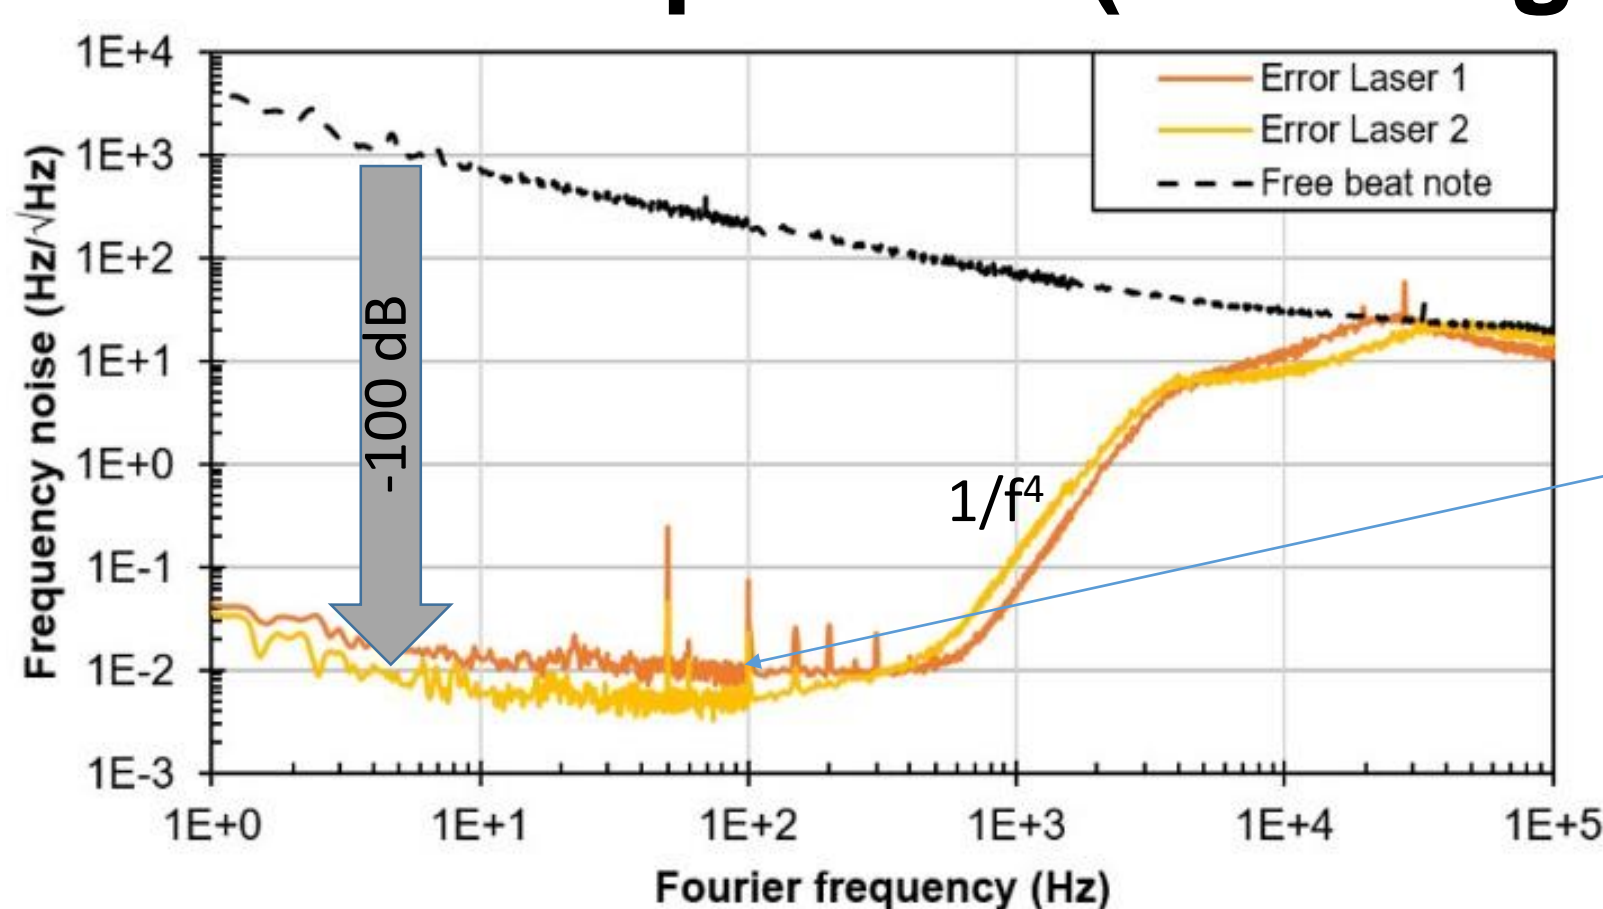 Error Laser 1
Error Laser 2
Free beat note
1E+4
1E+3
1E+2
1E+1
1E+0
1E-1
1E-2
1E-3
Frequency noise (Hz/√Hz)
-100 dB
1/f⁴
1E+0 1E+1 1E+2 1E+3 1E+4 1E+5
Fourier frequency (Hz)